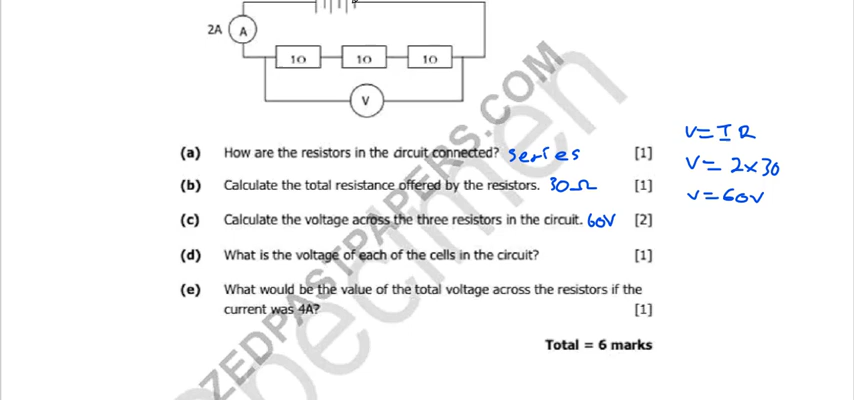 2A A
10 10 10
V
(a) How are the resistors in the circuit connected? series [1]
(b) Calculate the total resistance offered by the resistors. 30Ω [1]
(c) Calculate the voltage across the three resistors in the circuit. 60V [2]
(d) What is the voltage of each of the cells in the circuit? [1]
(e) What would be the value of the total voltage across the resistors if the
current was 4A? [1]
Total = 6 marks
V=IR
V= 2x30
V=60V
ZEDPASTPAPERS.COM
specimen